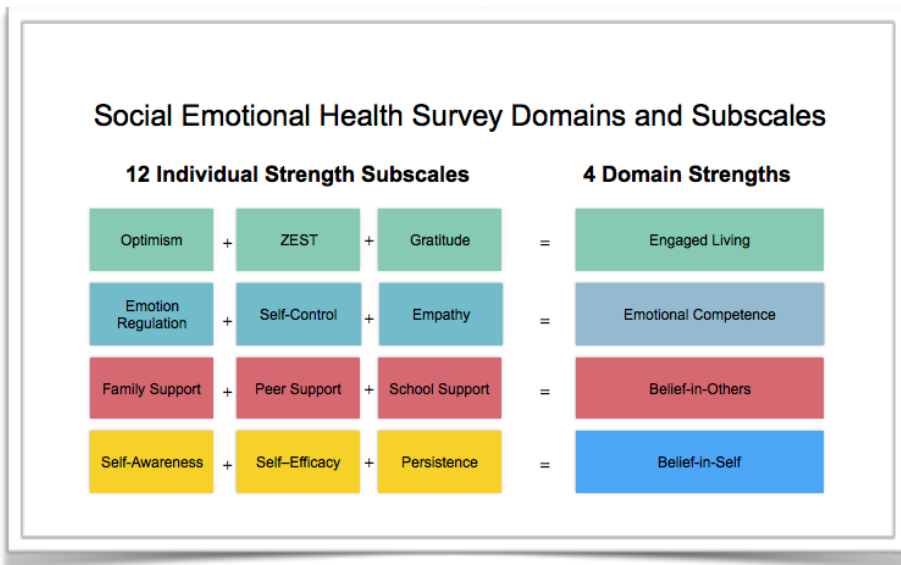 Social Emotional Health Survey Domains and Subscales
12 Individual Strength Subscales 4 Domain Strengths
Optimism + ZEST + Gratitude = Engaged Living
Emotion
Regulation + Self-Control + Empathy = Emotional Competence
Family Support + Peer Support + School Support = Belief-in-Others
Self-Awareness + Self–Efficacy + Persistence = Belief-in-Self